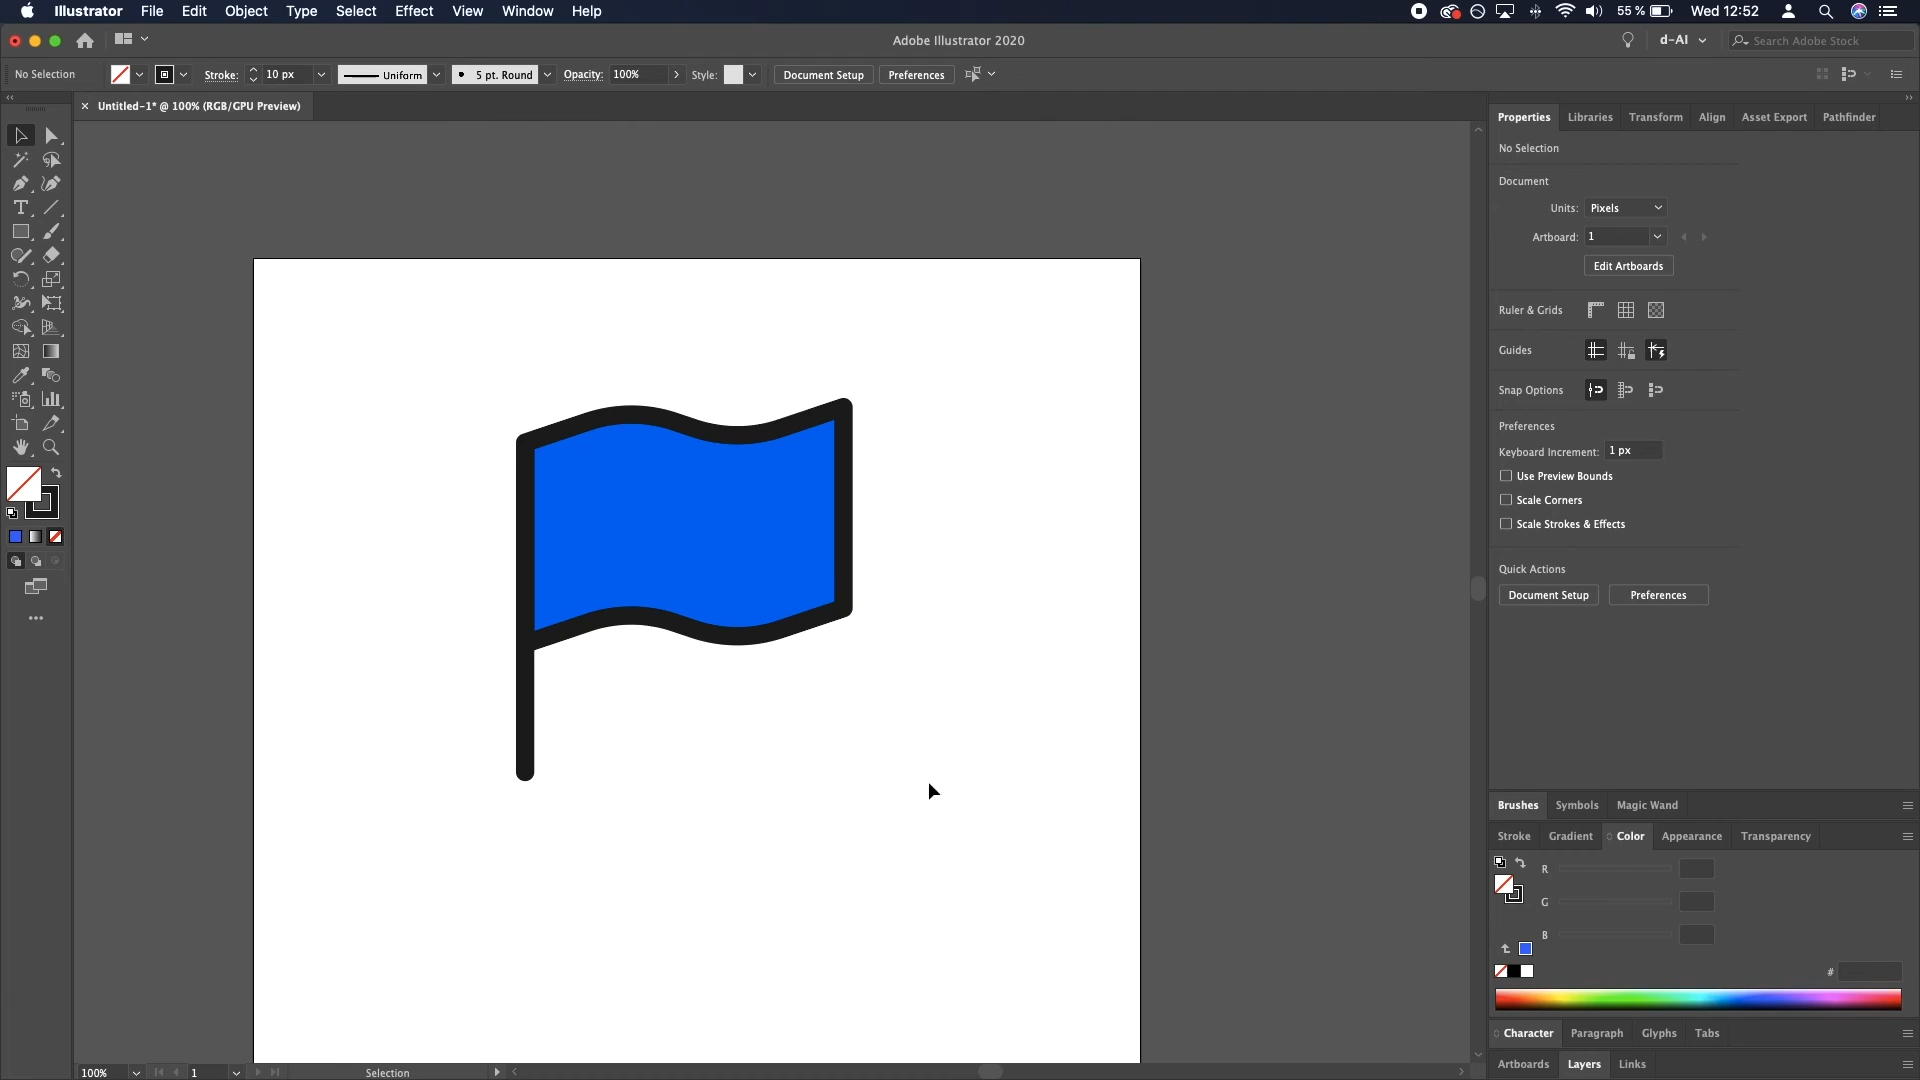 Illustrator File Edit Object Type Select Effect View Window Help 55 % Wed 12:52
Adobe Illustrator 2020 d-AI Search Adobe Stock
No Selection Stroke: 10 px Uniform 5 pt. Round Opacity: 100% Style: Document Setup Preferences
× Untitled-1* @ 100% (RGB/GPU Preview)
Properties Libraries Transform Align Asset Export Pathfinder
No Selection
Document
Units: Pixels
Artboard: 1
Edit Artboards
Ruler & Grids
Guides
Snap Options
Preferences
Keyboard Increment: 1 px
Use Preview Bounds
Scale Corners
Scale Strokes & Effects
Quick Actions
Document Setup Preferences
Brushes Symbols Magic Wand
Stroke Gradient Color Appearance Transparency
R
G
B
#
Character Paragraph Glyphs Tabs
Artboards Layers Links
100% 1 Selection